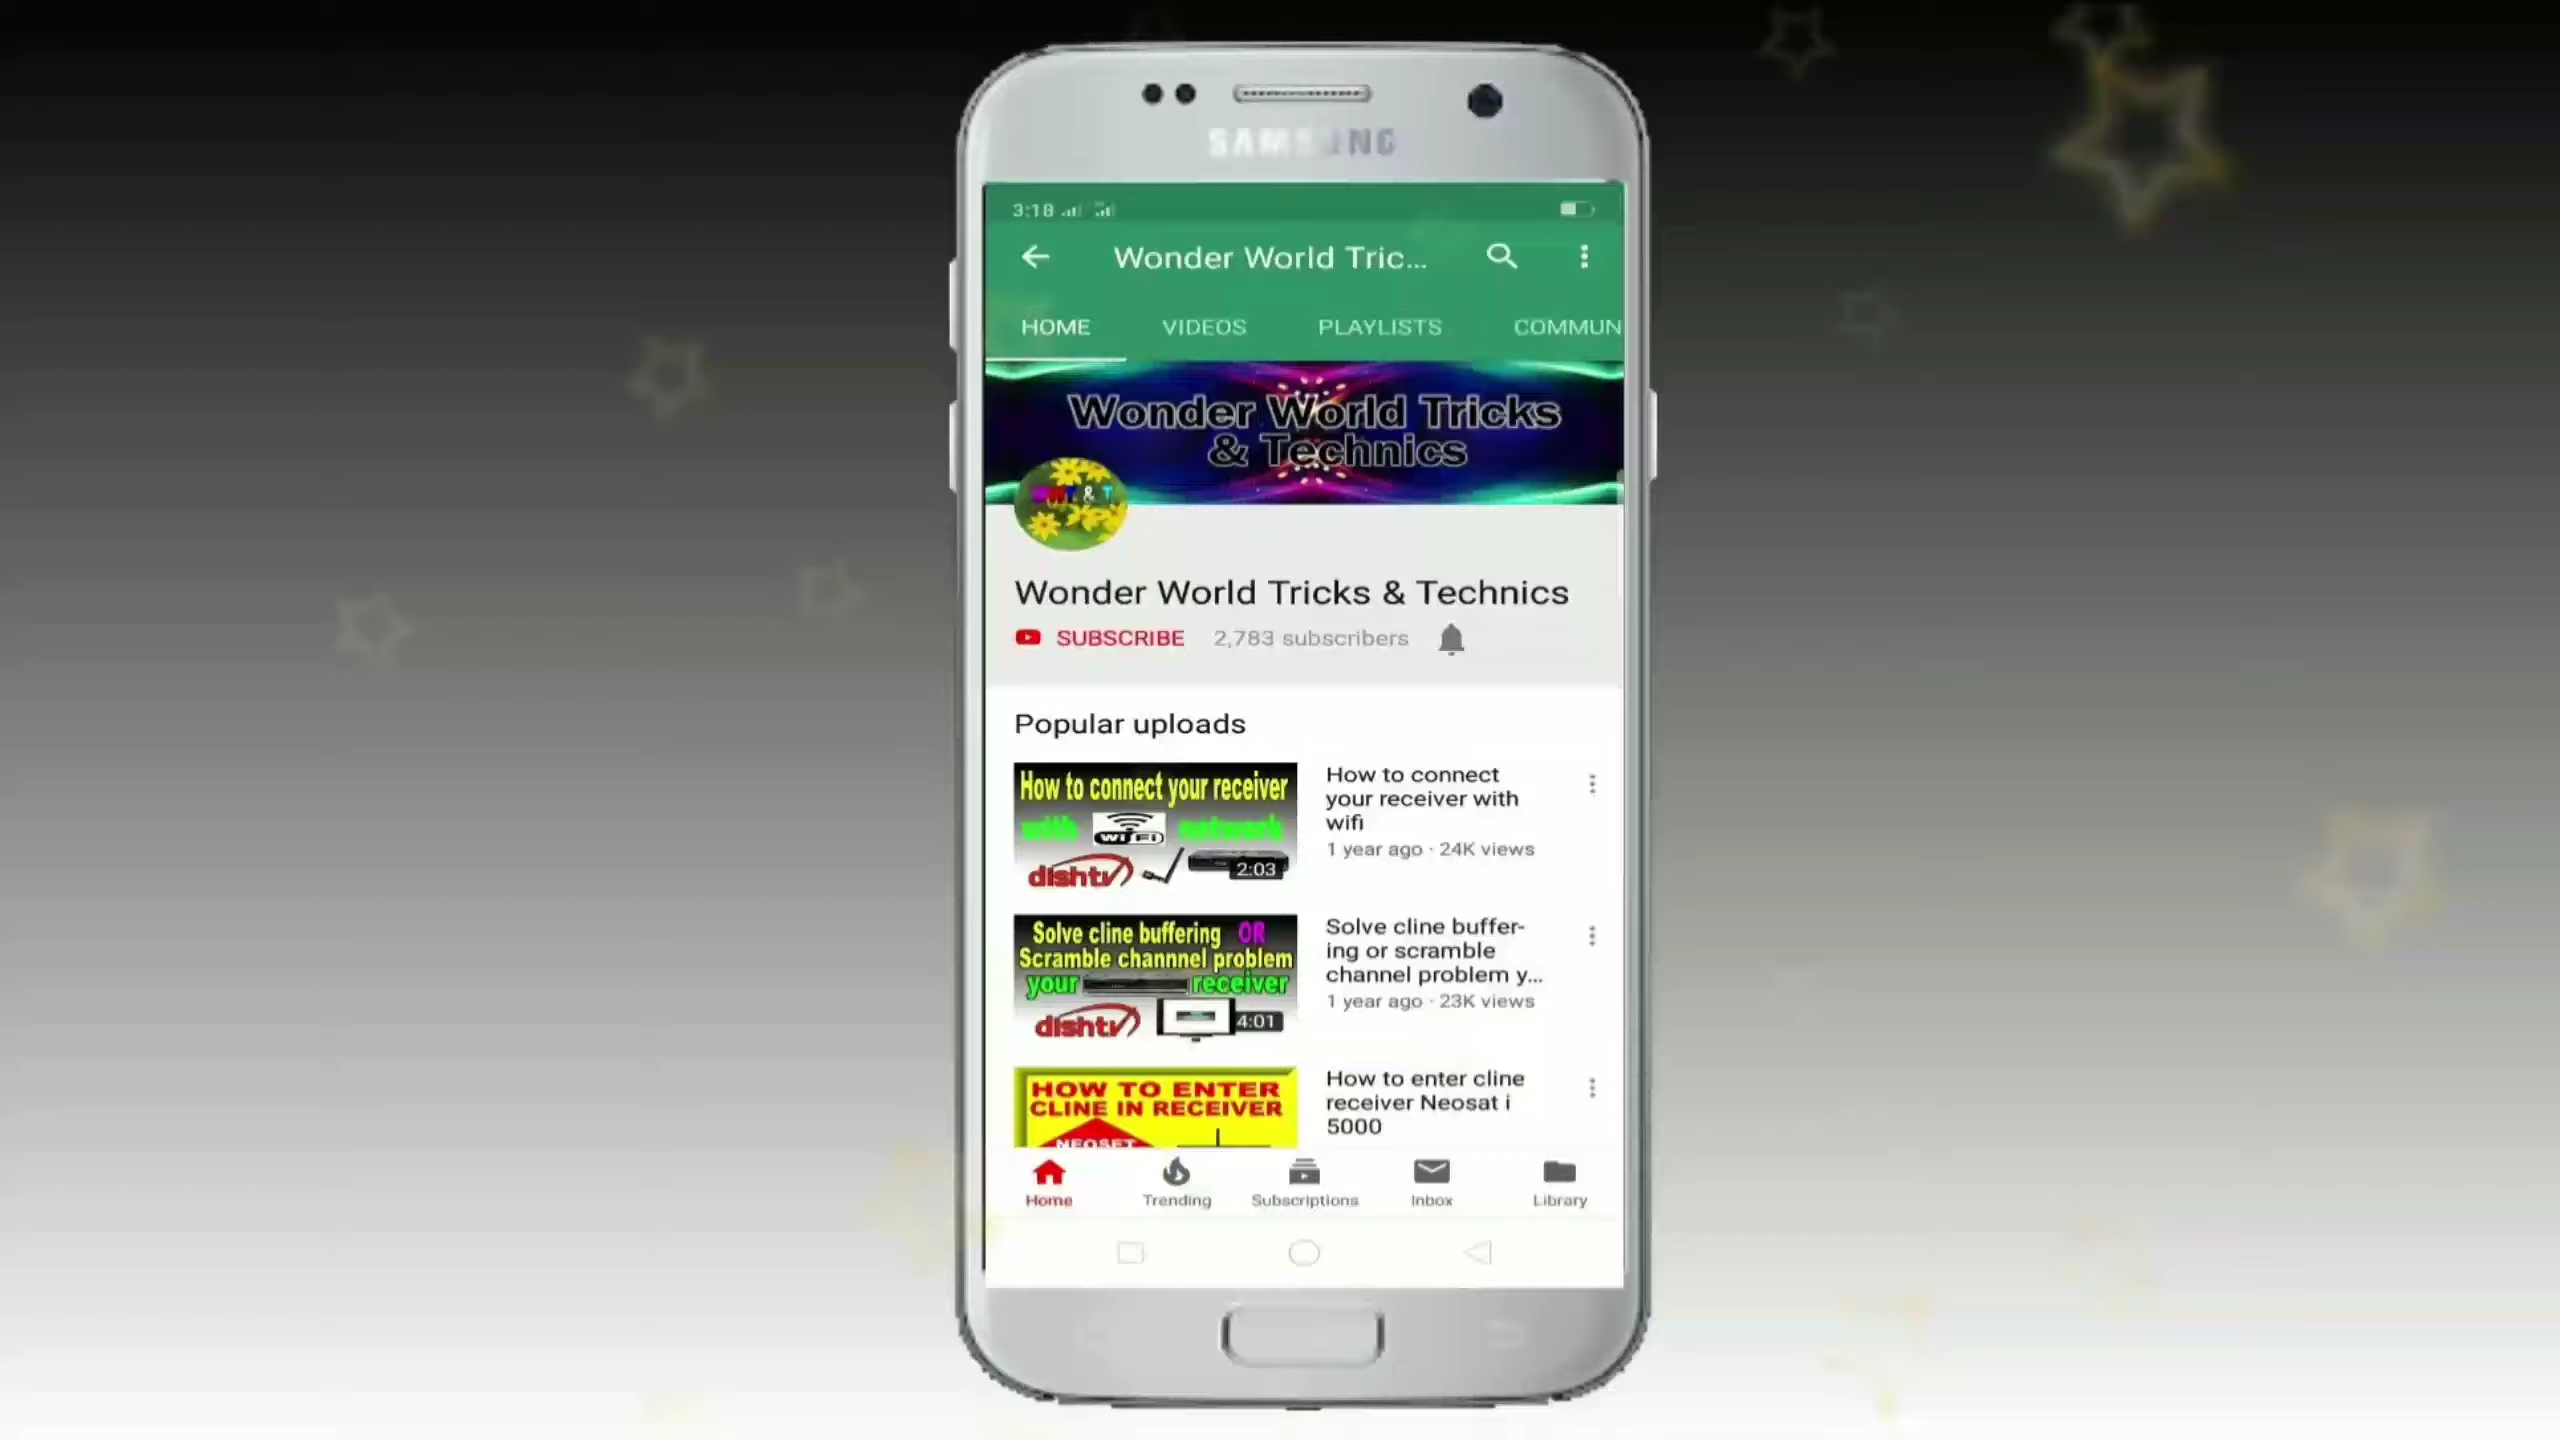 SAMSUNG
3:18
Wonder World Tric...
HOME VIDEOS PLAYLISTS COMMUN
Wonder World Tricks
& Technics
& T
Wonder World Tricks & Technics
SUBSCRIBE 2,783 subscribers
Popular uploads
How to connect your receiver
with WiFi network
dishtv 2:03
How to connect
your receiver with
wifi
1 year ago · 24K views
Solve cline buffering OR
Scramble channnel problem
your receiver
dishtv 4:01
Solve cline buffer-
ing or scramble
channel problem y...
1 year ago · 23K views
HOW TO ENTER
CLINE IN RECEIVER
NEOSET
How to enter cline
receiver Neosat i
5000
Home Trending Subscriptions Inbox Library